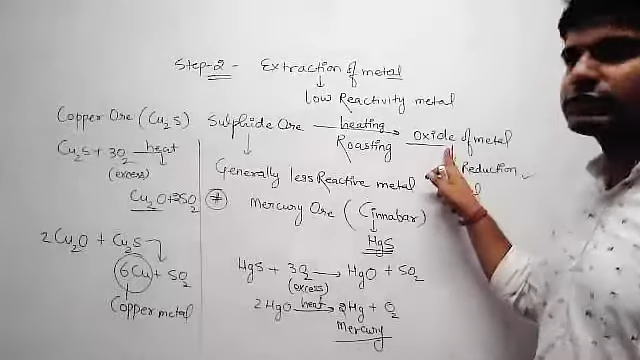 Step-2 - Extraction of metal
Low Reactivity metal
Copper Ore (Cu2S)
Cu2S + 3O2 heat
(excess)
Cu2O + 2SO2
2Cu2O + Cu2S
6Cu + SO2
Copper metal
Sulphide Ore heating Oxide of metal
Roasting
Reduction
Generally less Reactive metal
* Mercury Ore (Cinnabar)
HgS
HgS + 3O2 → HgO + SO2
(excess)
2HgO heat → 2Hg + O2
Mercury